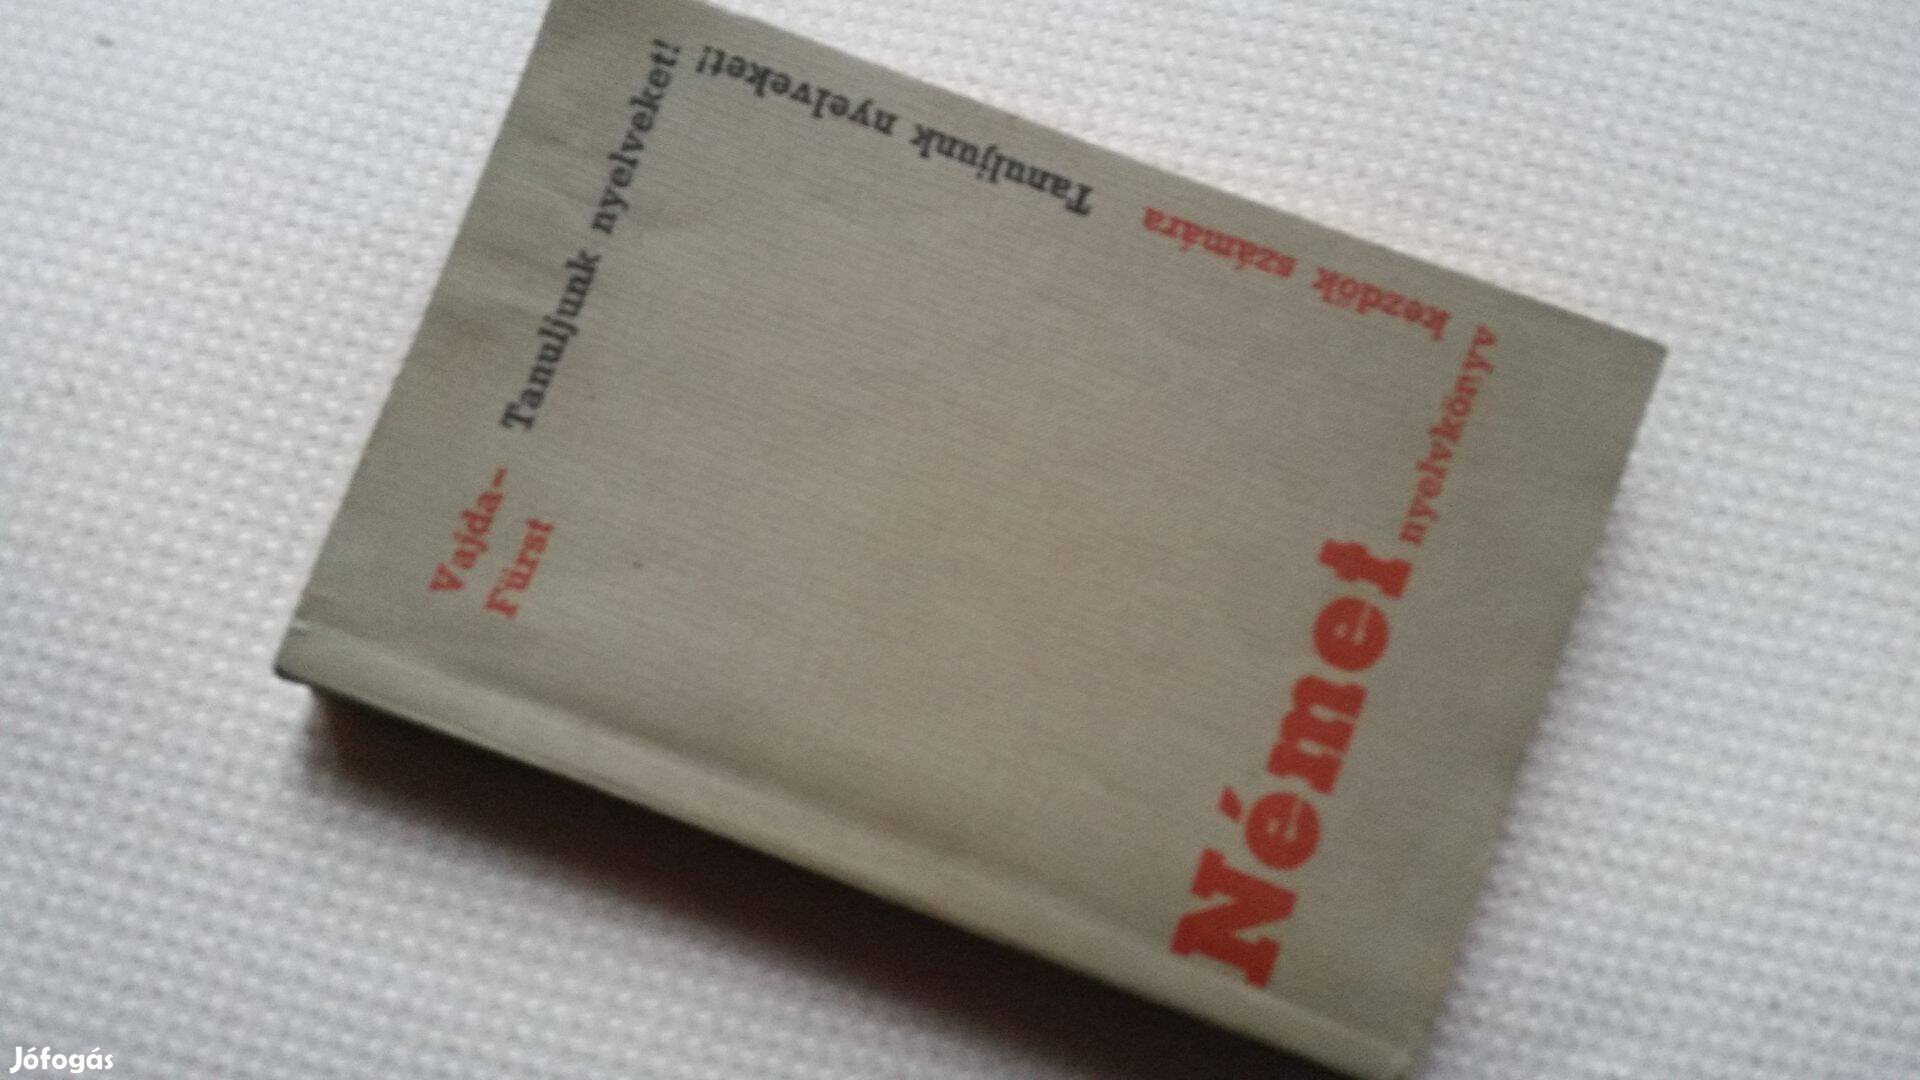 Vajda-
Fürst
Tanuljunk nyelveket!
Tanuljunk nyelveket!
Német
nyelvkönyv
kezdők számára
Jófogás